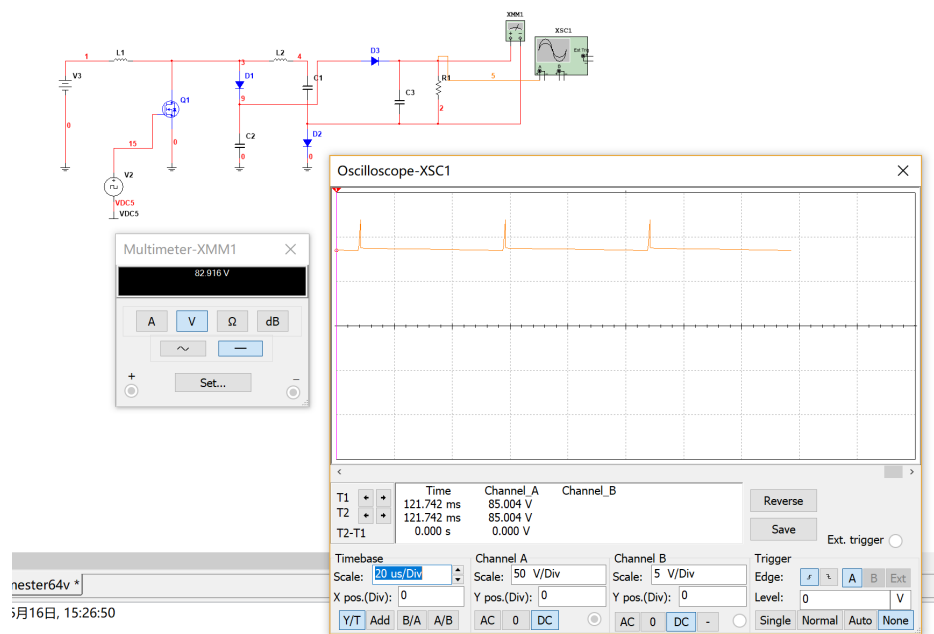 XMM1
XSC1
Ext Trig
A B
1 L1 L2 4 D3
V3 3 D1 C1 R1 5
Q1 9 C3
0 2
15 0 C2 D2
0 0
V2
VDC5
VDC5
Oscilloscope-XSC1
Multimeter-XMM1
82.916 V
A V Ω dB
+ Set... −
Time Channel_A Channel_B
T1 121.742 ms 85.004 V
T2 121.742 ms 85.004 V
T2-T1 0.000 s 0.000 V
Reverse
Save
Ext. trigger
Timebase Channel A Channel B Trigger
Scale: 20 us/Div Scale: 50 V/Div Scale: 5 V/Div Edge: A B Ext
X pos.(Div): 0 Y pos.(Div): 0 Y pos.(Div): 0 Level: 0 V
Y/T Add B/A A/B AC 0 DC AC 0 DC - Single Normal Auto None
nester64v *
月16日, 15:26:50